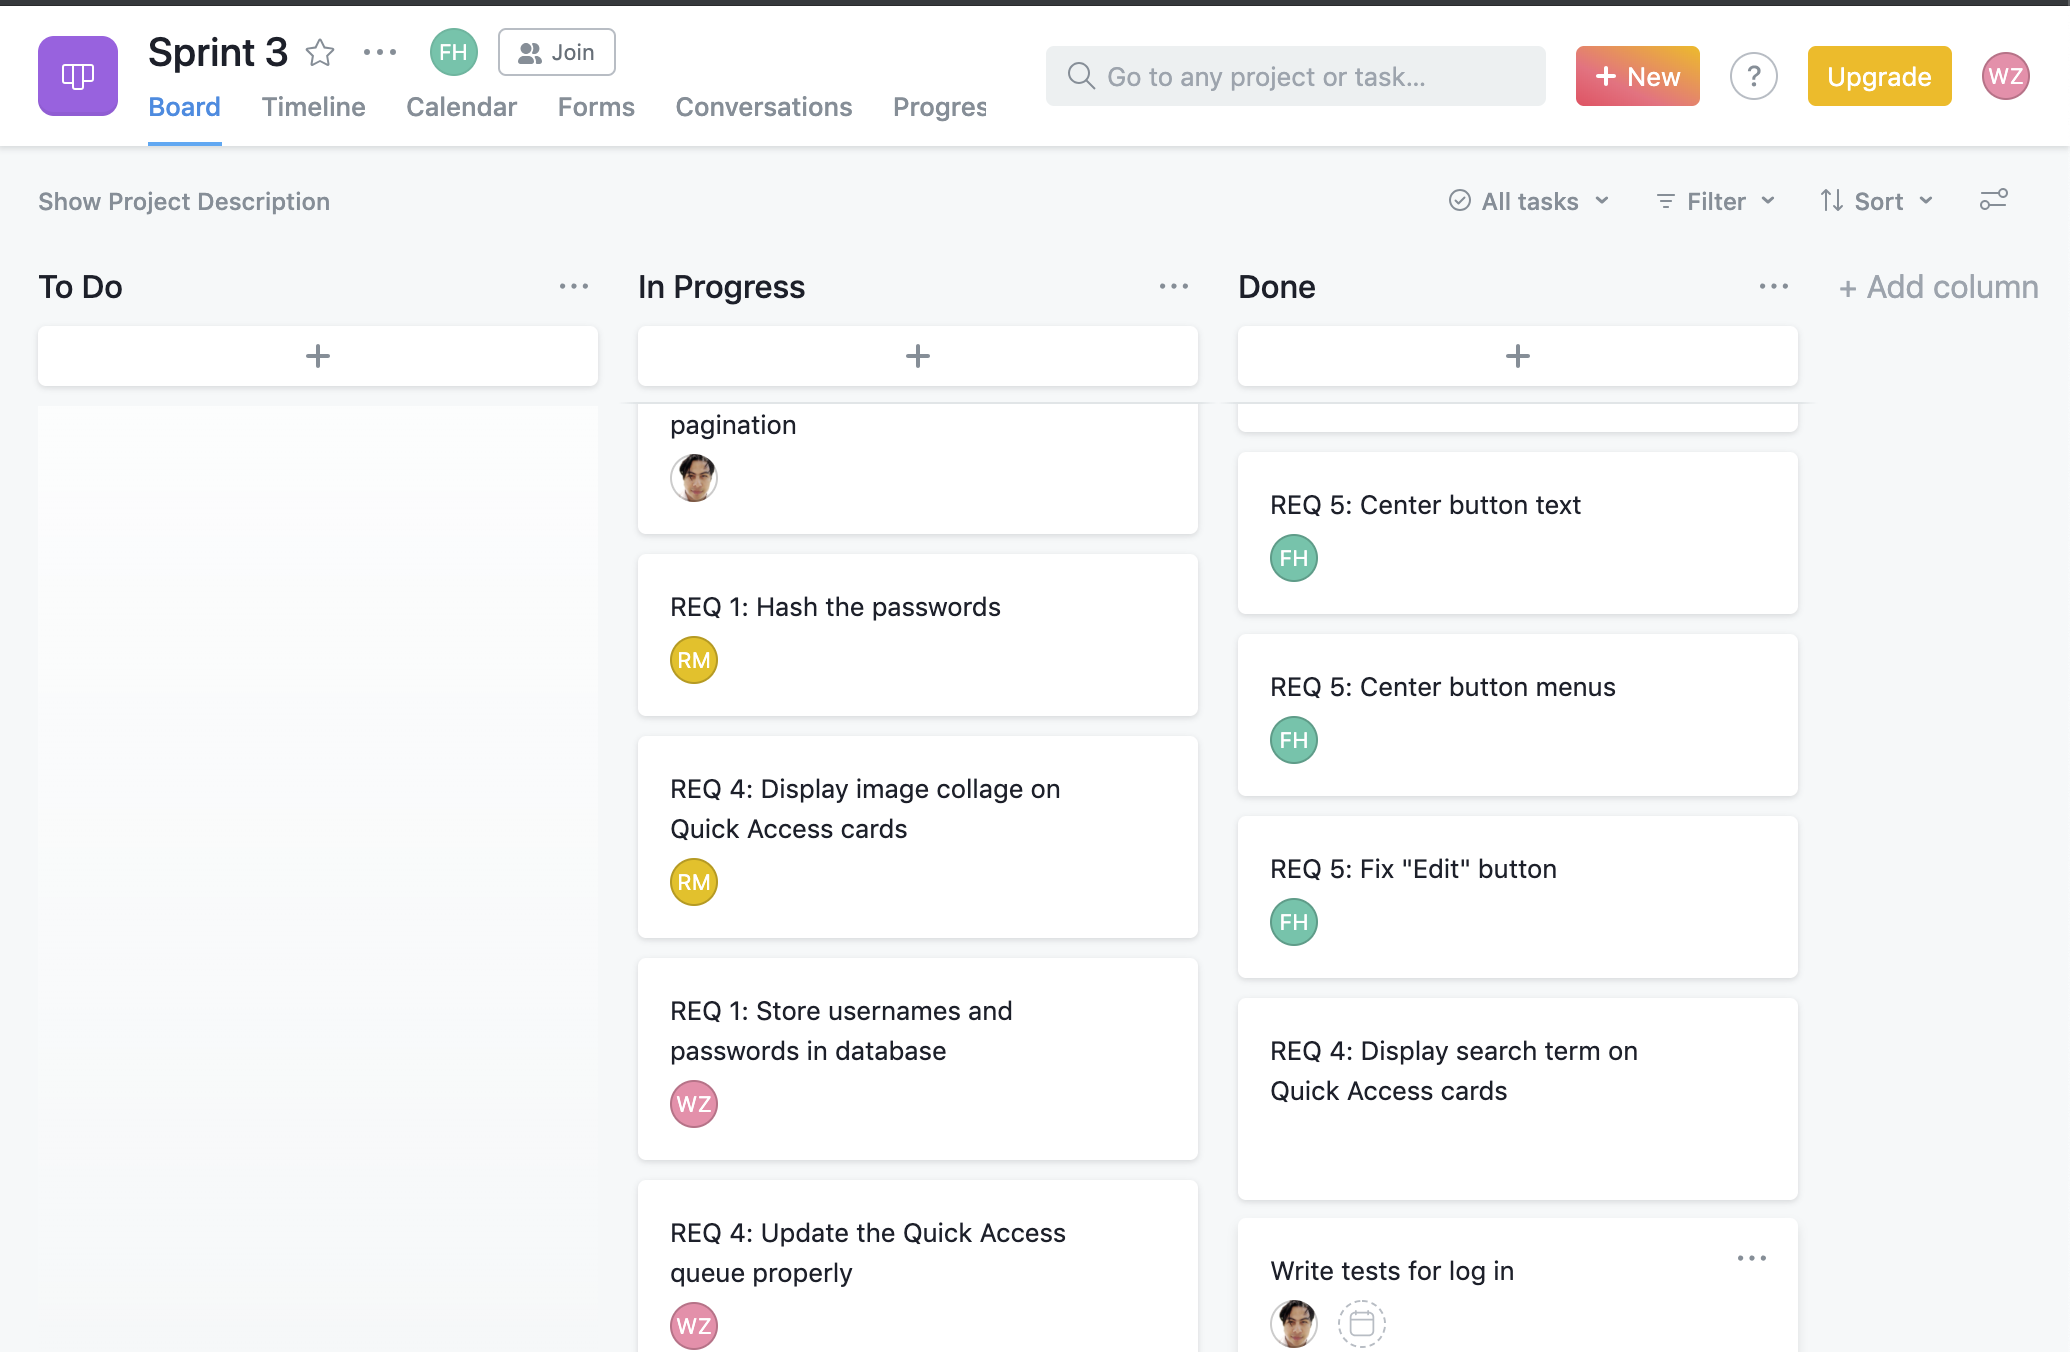 Sprint 3
FH
Join
Board
Timeline
Calendar
Forms
Conversations
Progres
Go to any project or task...
+ New
?
Upgrade
WZ
Show Project Description
All tasks
Filter
Sort
To Do
In Progress
Done
+ Add column
+
+
+
pagination
REQ 1: Hash the passwords
RM
REQ 4: Display image collage on
Quick Access cards
RM
REQ 1: Store usernames and
passwords in database
WZ
REQ 4: Update the Quick Access
queue properly
WZ
REQ 5: Center button text
FH
REQ 5: Center button menus
FH
REQ 5: Fix "Edit" button
FH
REQ 4: Display search term on
Quick Access cards
Write tests for log in